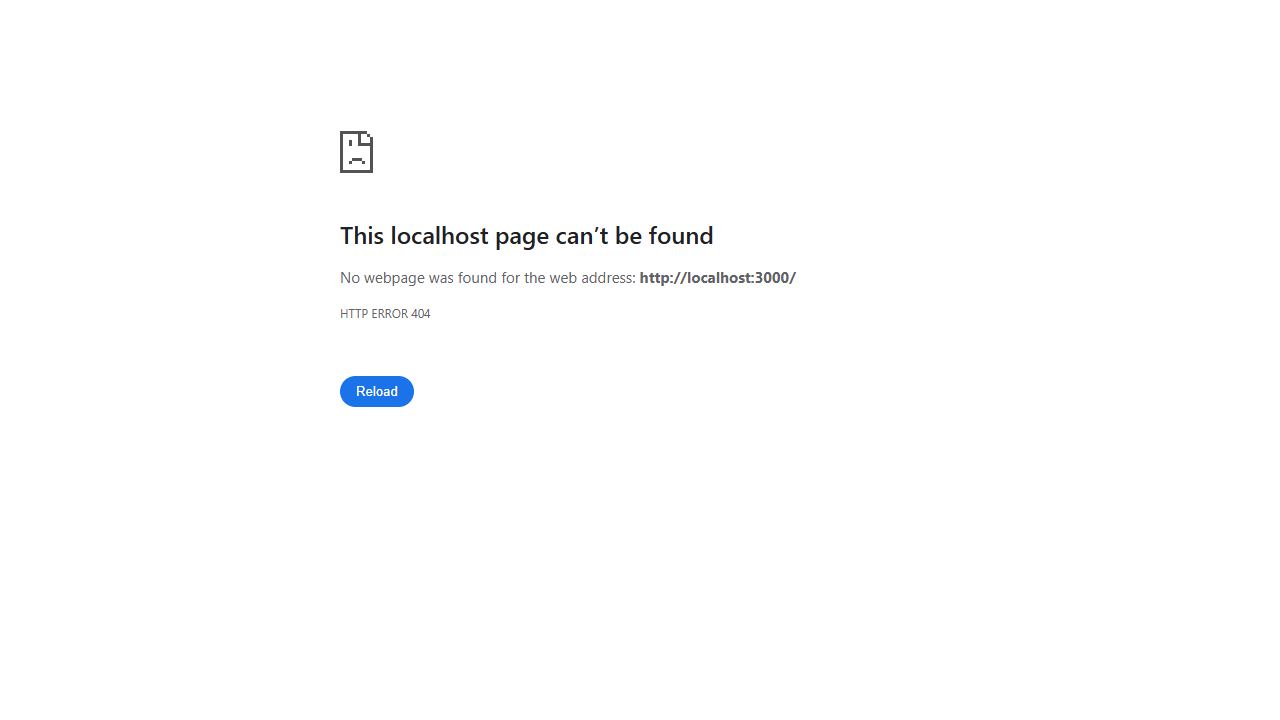 This localhost page can’t be found
No webpage was found for the web address: http://localhost:3000/
HTTP ERROR 404
Reload